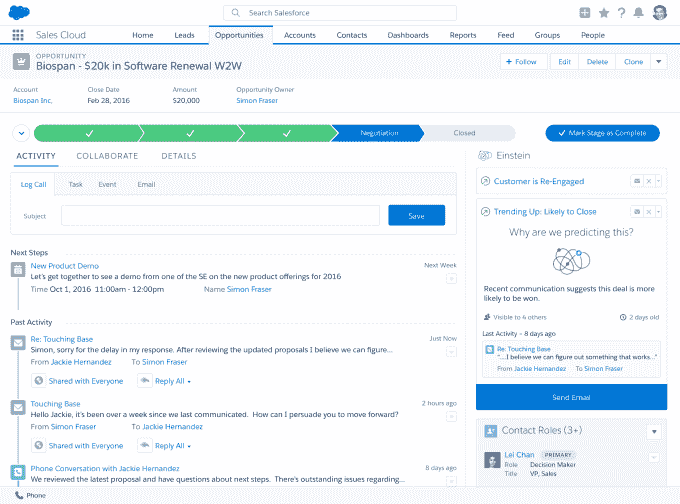 Search Salesforce
Sales Cloud
Home
Leads
Opportunities
Accounts
Contacts
Dashboards
Reports
Feed
Groups
People
OPPORTUNITY
Biospan - $20k in Software Renewal W2W
+ Follow
Edit
Delete
Clone
Account
Close Date
Amount
Opportunity Owner
Biospan Inc.
Feb 28, 2016
$20,000
Simon Fraser
Negotiation
Closed
Mark Stage as Complete
ACTIVITY
COLLABORATE
DETAILS
Log Call
Task
Event
Email
Subject
Save
Next Steps
New Product Demo
Next Week
Let's get together to see a demo from one of the SE on the new product offerings for 2016
Time Oct 1, 2016 11:00am - 12:00pm
Name Simon Fraser
Past Activity
Re: Touching Base
Just Now
Simon, sorry for the delay in my response. After reviewing the updated proposals I believe we can figure...
From Jackie Hernandez
To Simon Fraser
Shared with Everyone
Reply All
Touching Base
2 hours ago
Hello Jackie, it's been over a week since we last communicated. How can I persuade you to move forward?
From Simon Fraser
To Jackie Hernandez
Shared with Everyone
Reply All
Phone Conversation with Jackie Hernandez
8 days ago
We reviewed the latest proposal and have questions about next steps. There's outstanding issues regarding...
Phone
Einstein
Customer is Re-Engaged
Trending Up: Likely to Close
Why are we predicting this?
Recent communication suggests this deal is more
likely to be won.
Visible to 4 others
2 days old
Last Activity – 8 days ago
Re: Touching Base
"....I believe we can figure out something that works..."
From Jackie Hernandez
To Simon Fraser
Send Email
Contact Roles (3+)
Lei Chan
PRIMARY
Role
Decision Maker
Title
VP, Sales